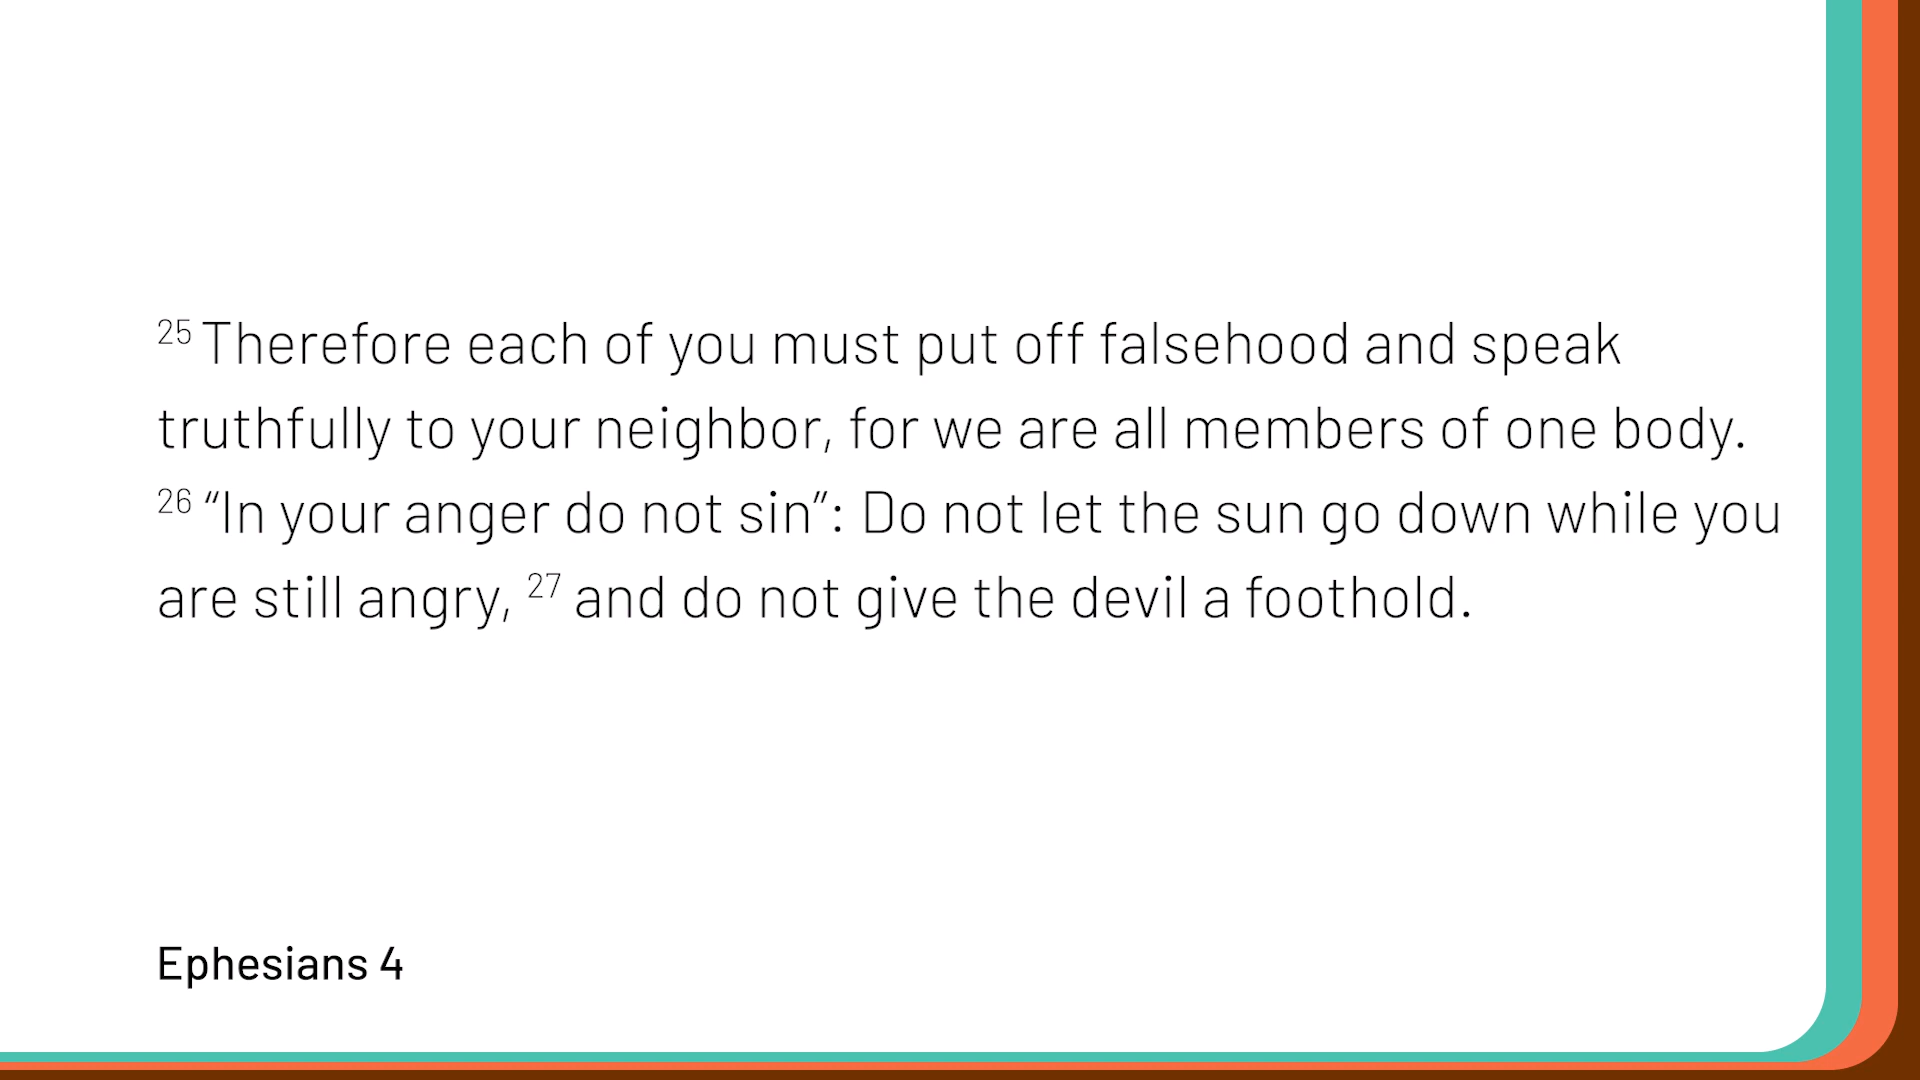 25 Therefore each of you must put off falsehood and speak
truthfully to your neighbor, for we are all members of one body.
26 “In your anger do not sin”: Do not let the sun go down while you
are still angry, 27 and do not give the devil a foothold.
Ephesians 4